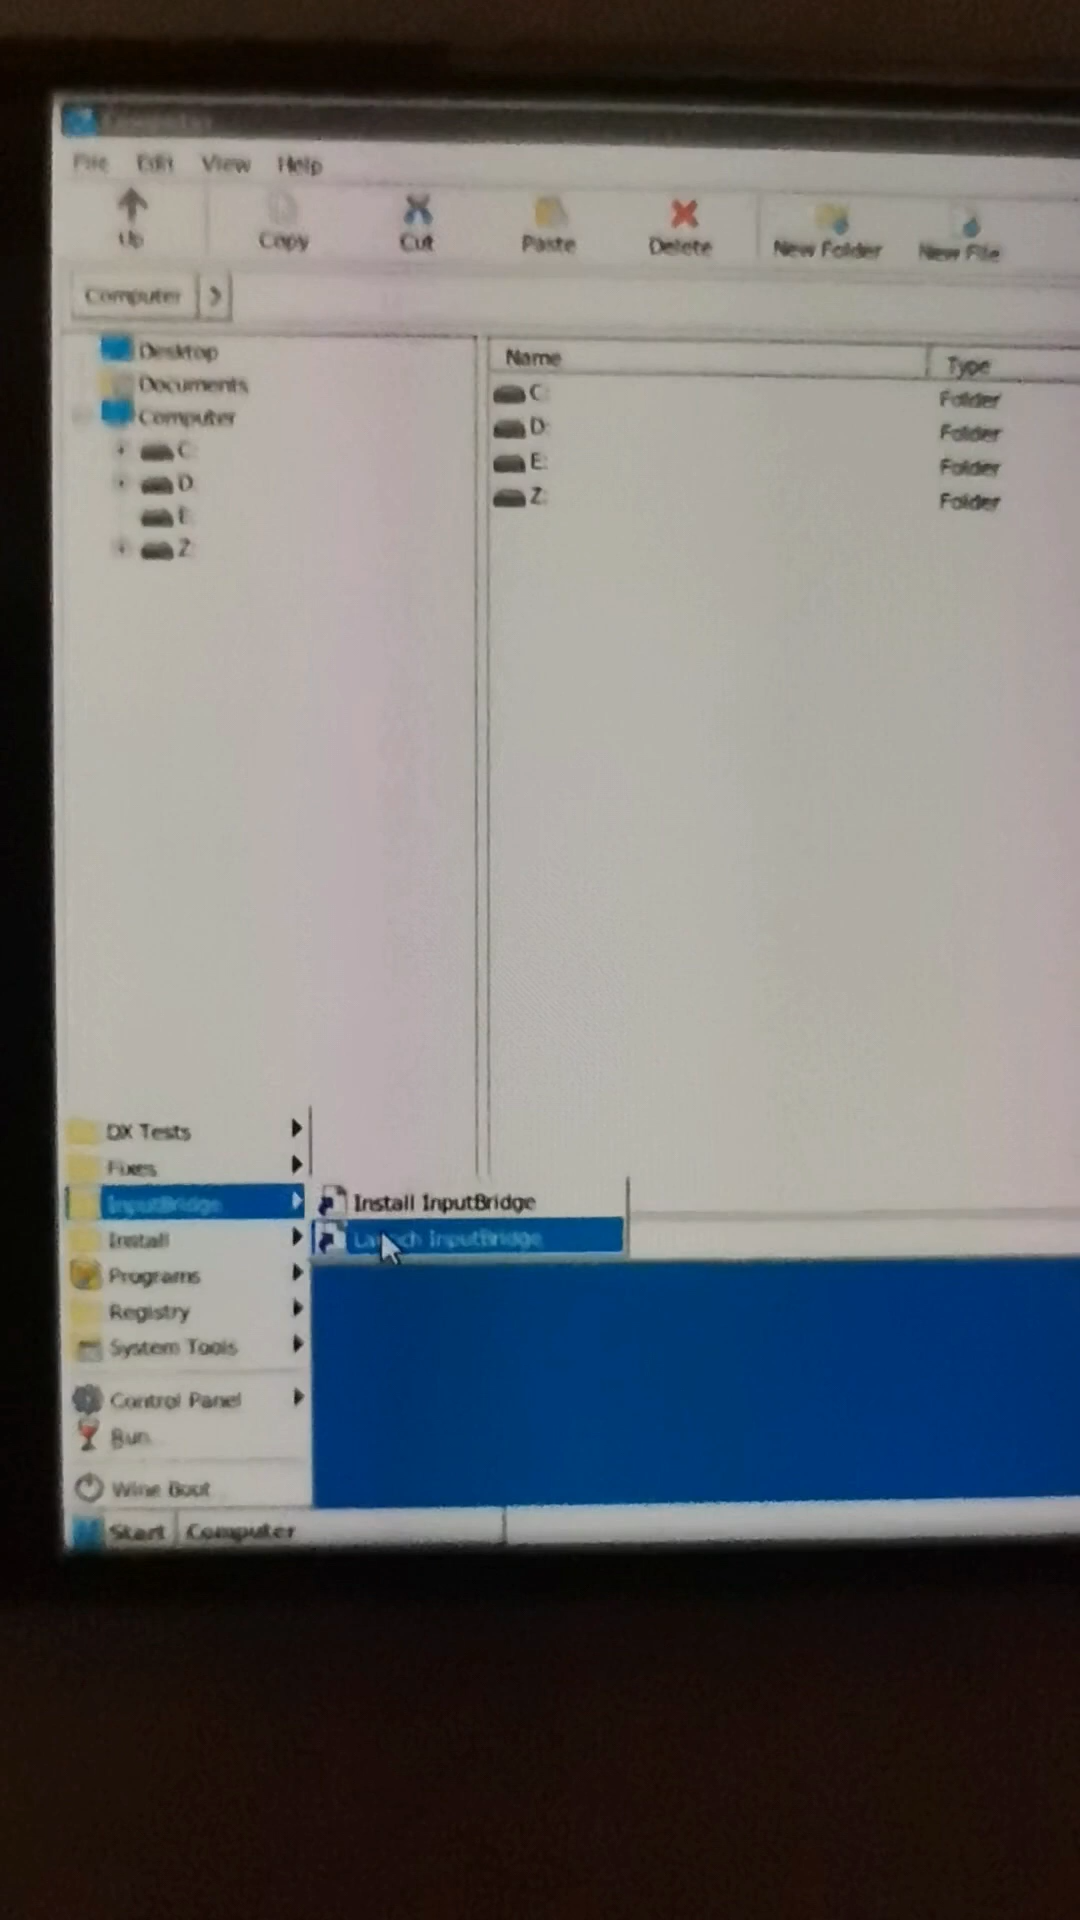 Computer
File Edit View Help
Up Copy Cut Paste Delete New Folder New File
Computer
Desktop
Documents
Computer
C:
D:
E:
Z:
Name Type
C: Folder
D: Folder
E: Folder
Z: Folder
DX Tests
Fixes
InputBridge
Install InputBridge
Launch InputBridge
Install
Programs
Registry
System Tools
Control Panel
Run...
Wine Boot
Start Computer